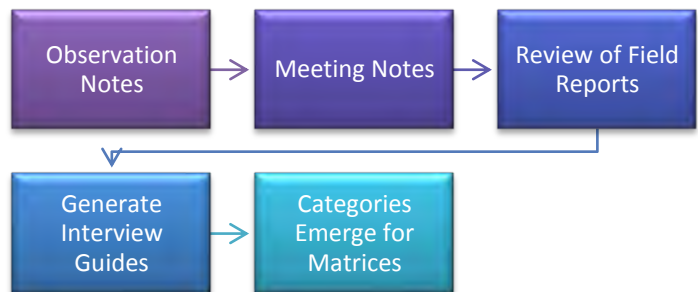 Observation
Notes
Meeting Notes
Review of Field
Reports
Generate
Interview
Guides
Categories
Emerge for
Matrices